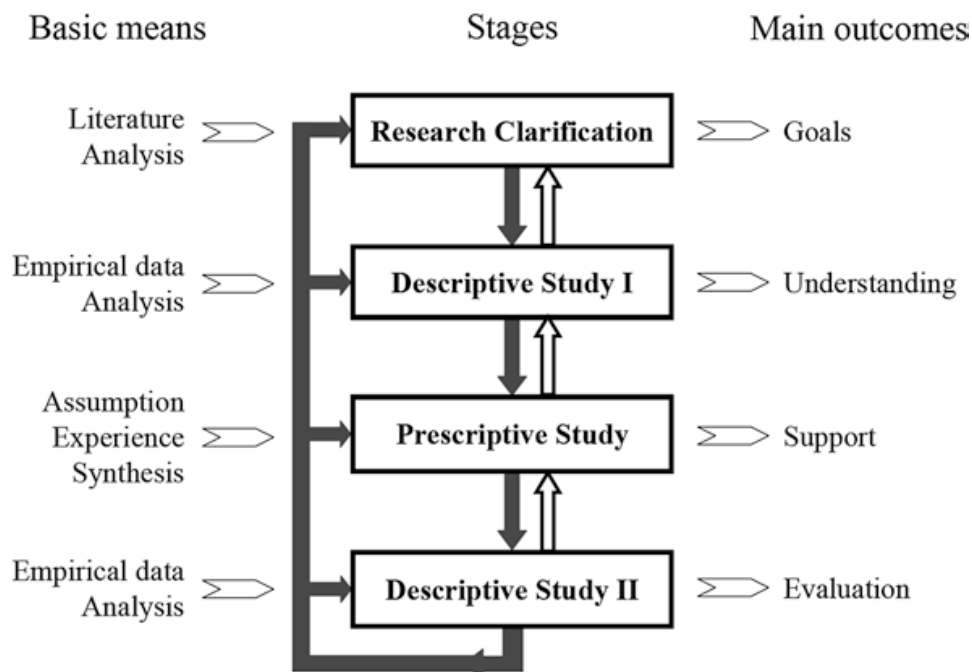 Basic means
Stages
Main outcomes
Literature
Analysis
Research Clarification
Goals
Empirical data
Analysis
Descriptive Study I
Understanding
Assumption
Experience
Synthesis
Prescriptive Study
Support
Empirical data
Analysis
Descriptive Study II
Evaluation